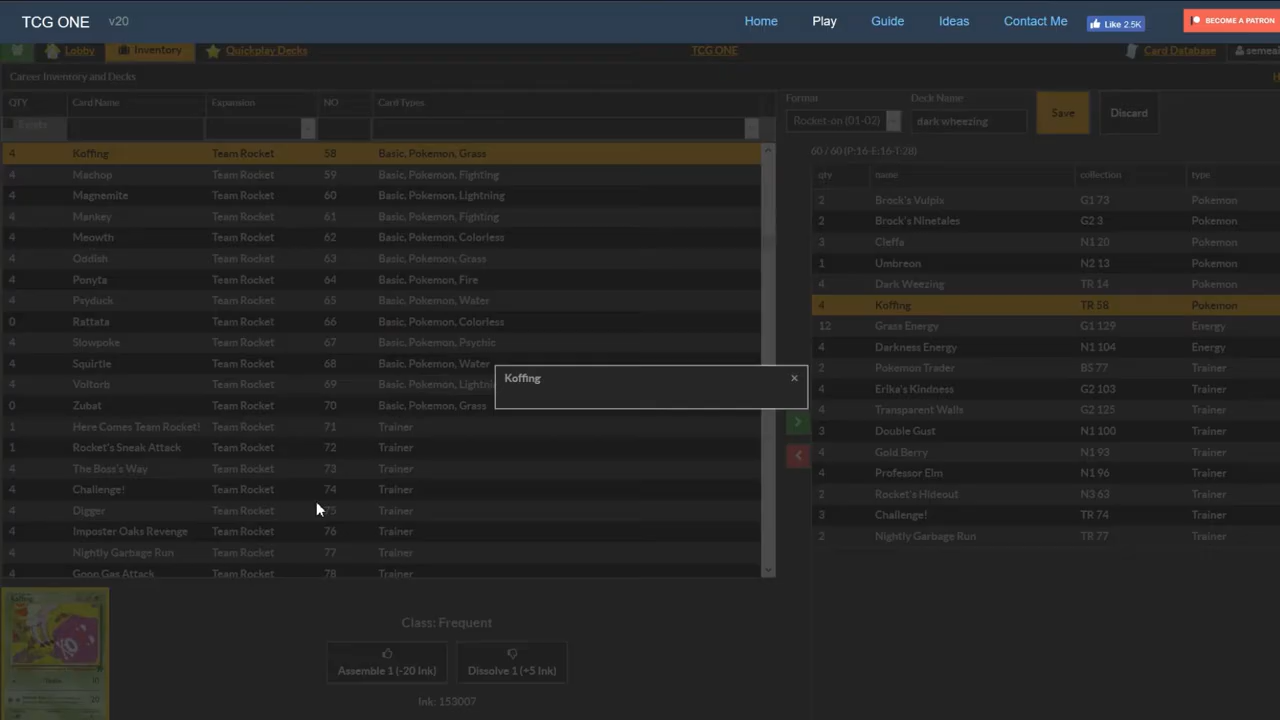 TCG ONE v20 Home Play Guide Ideas Contact Me Like 2.5K BECOME A PATRON
Lobby Inventory Quickplay Decks TCG ONE Card Database
Career Inventory and Decks
QTY Card Name Expansion NO Card Types Format Deck Name
Exists Rocket-on (01-02) dark wheezing Save Discard
4 Koffing Team Rocket 58 Basic, Pokemon, Grass
4 Machop Team Rocket 59 Basic, Pokemon, Fighting
4 Magnemite Team Rocket 60 Basic, Pokemon, Lightning
4 Mankey Team Rocket 61 Basic, Pokemon, Fighting
4 Meowth Team Rocket 62 Basic, Pokemon, Colorless
4 Oddish Team Rocket 63 Basic, Pokemon, Grass
4 Ponyta Team Rocket 64 Basic, Pokemon, Fire
4 Psyduck Team Rocket 65 Basic, Pokemon, Water
0 Rattata Team Rocket 66 Basic, Pokemon, Colorless
4 Slowpoke Team Rocket 67 Basic, Pokemon, Psychic
4 Squirtle Team Rocket 68 Basic, Pokemon, Water
4 Voltorb Team Rocket 69 Basic, Pokemon,
0 Zubat Team Rocket 70 Basic, Pokemon, Grass
1 Here Comes Team Rocket! Team Rocket 71 Trainer
1 Rocket's Sneak Attack Team Rocket 72 Trainer
4 The Boss's Way Team Rocket 73 Trainer
4 Challenge! Team Rocket 74 Trainer
4 Digger Team Rocket 75 Trainer
4 Imposter Oaks Revenge Team Rocket 76 Trainer
4 Nightly Garbage Run Team Rocket 77 Trainer
4 Goop Gas Attack Team Rocket 78 Trainer
60 / 60 (P:16-E:16-T:28)
qty name collection type
2 Brock's Vulpix G1 73 Pokemon
2 Brock's Ninetales G2 3 Pokemon
3 Cleffa N1 20 Pokemon
1 Umbreon N2 13 Pokemon
4 Dark Weezing TR 14 Pokemon
4 Koffing TR 58 Pokemon
12 Grass Energy G1 129 Energy
4 Darkness Energy N1 104 Energy
2 Pokemon Trader BS 77 Trainer
4 Erika's Kindness G2 103 Trainer
4 Transparent Walls G2 125 Trainer
3 Double Gust N1 100 Trainer
4 Gold Berry N1 93 Trainer
4 Professor Elm N1 96 Trainer
2 Rocket's Hideout N3 63 Trainer
3 Challenge! TR 74 Trainer
2 Nightly Garbage Run TR 77 Trainer
Koffing ×
Koffing
Class: Frequent
Assemble 1 (-20 Ink) Dissolve 1 (+5 Ink)
Ink: 153007